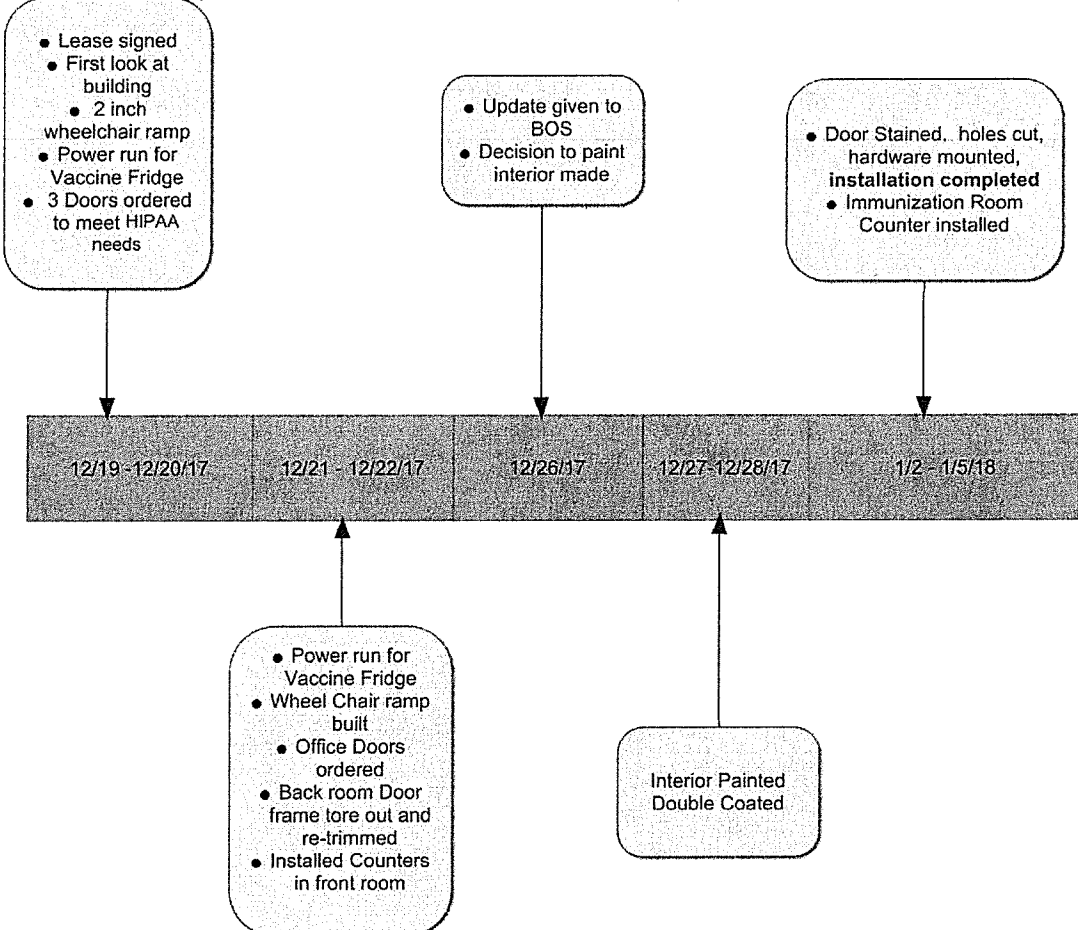 ● Lease signed
● First look at
building
● 2 inch
wheelchair ramp
● Power run for
Vaccine Fridge
● 3 Doors ordered
to meet HIPAA
needs
● Update given to
BOS
● Decision to paint
interior made
● Door Stained, holes cut,
hardware mounted,
installation completed
● Immunization Room
Counter installed
12/19 -12/20/17
12/21 - 12/22/17
12/26/17
12/27-12/28/17
1/2 - 1/5/18
● Power run for
Vaccine Fridge
● Wheel Chair ramp
built
● Office Doors
ordered
● Back room Door
frame tore out and
re-trimmed
● Installed Counters
in front room
Interior Painted
Double Coated